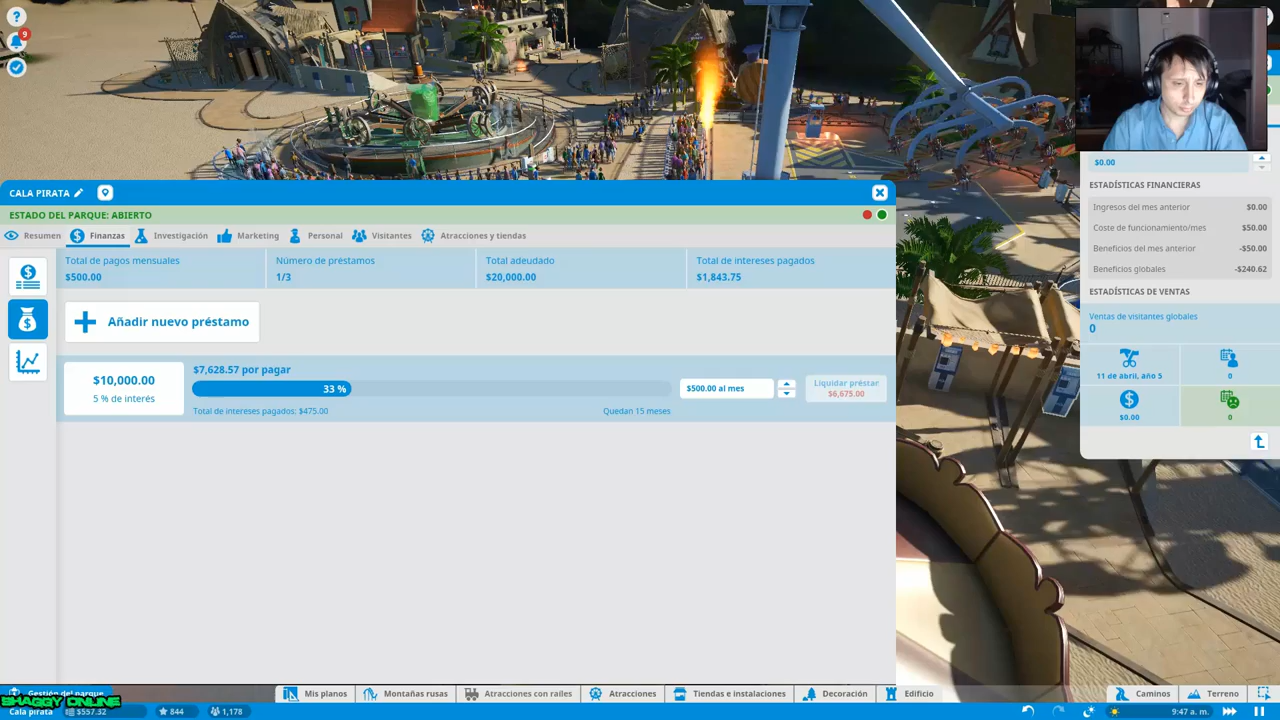 ?
9
CALA PIRATA
ESTADO DEL PARQUE: ABIERTO
Resumen
Finanzas
Investigación
Marketing
Personal
Visitantes
Atracciones y tiendas
Total de pagos mensuales
$500.00
Número de préstamos
1/3
Total adeudado
$20,000.00
Total de intereses pagados
$1,843.75
Añadir nuevo préstamo
$10,000.00
5 % de interés
$7,628.57 por pagar
33 %
Total de intereses pagados: $475.00
Quedan 15 meses
$500.00 al mes
Liquidar préstar
$6,675.00
$0.00
ESTADÍSTICAS FINANCIERAS
Ingresos del mes anterior
$0.00
Coste de funcionamiento/mes
$50.00
Beneficios del mes anterior
-$50.00
Beneficios globales
-$240.62
ESTADÍSTICAS DE VENTAS
Ventas de visitantes globales
0
11 de abril, año 5
0
$0.00
0
Gestión del parque
SHAGGY ONLINE
Mis planos
Montañas rusas
Atracciones con raíles
Atracciones
Tiendas e instalaciones
Decoración
Edificio
Caminos
Terreno
Cala pirata
$557.32
844
1,178
9:47 a. m.